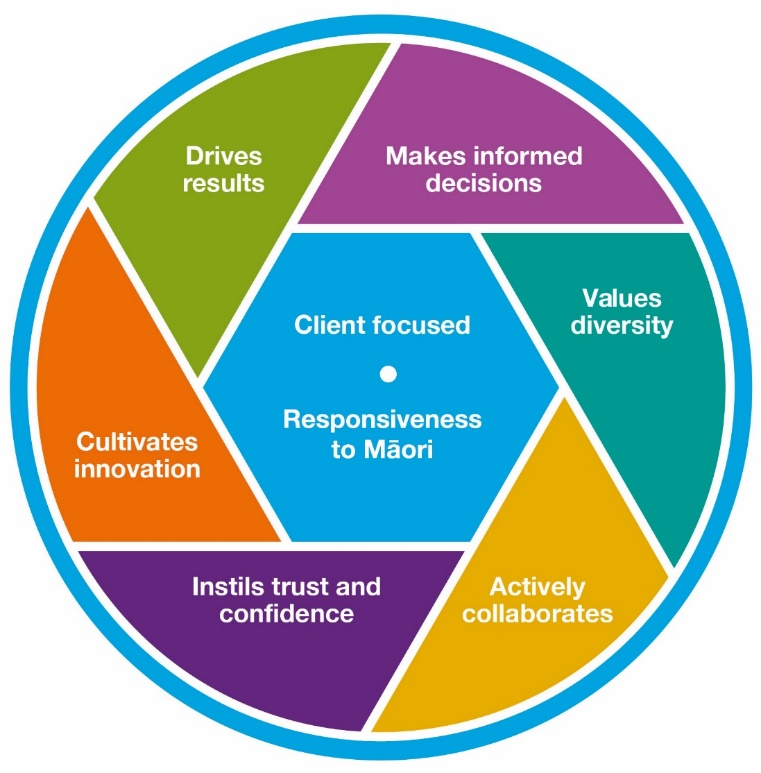 Drives
results
Makes informed
decisions
Values
diversity
Client focused
Responsiveness
to Māori
Cultivates
innovation
Instils trust and
confidence
Actively
collaborates